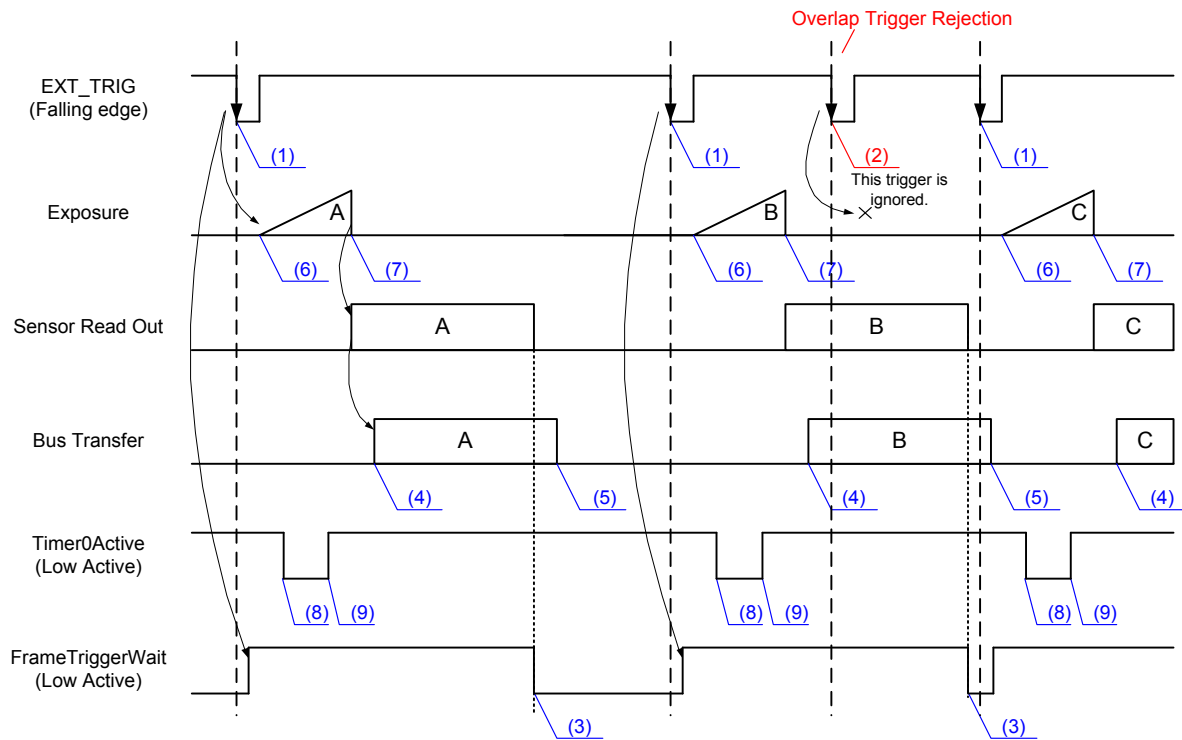 Overlap Trigger Rejection
EXT_TRIG
(Falling edge)
(1)
(1)
(2)
(1)
This trigger is
ignored.
Exposure
A
B
C
(6)
(7)
(6)
(7)
(6)
(7)
Sensor Read Out
A
B
C
Bus Transfer
A
B
C
(4)
(5)
(4)
(5)
(4)
Timer0Active
(Low Active)
(8)
(9)
(8)
(9)
(8)
(9)
FrameTriggerWait
(Low Active)
(3)
(3)